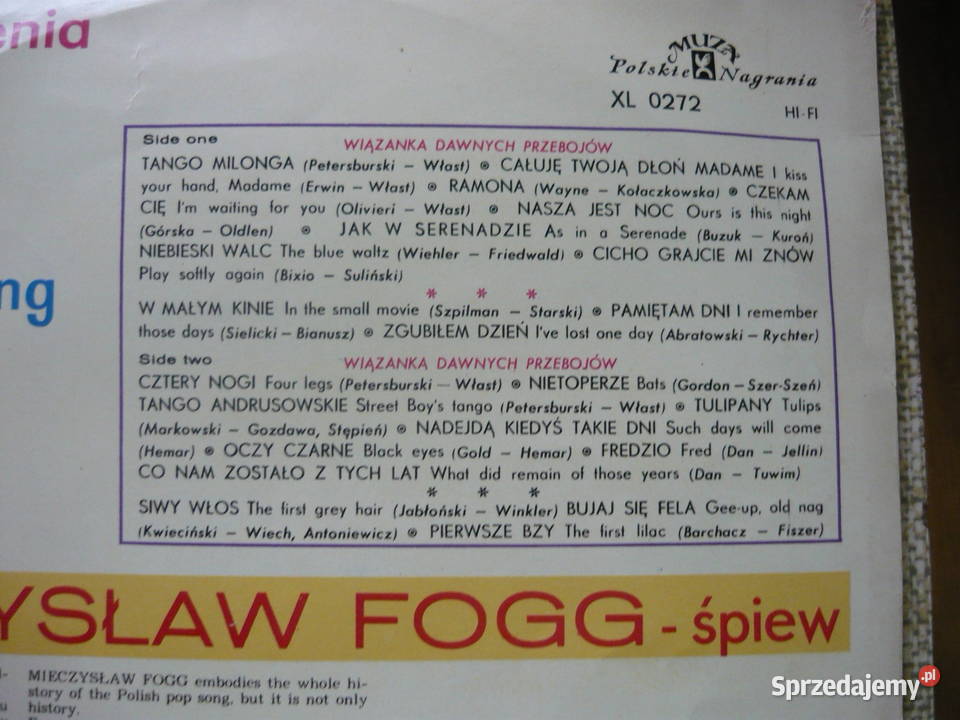 enia
MUZA
Polskie Nagrania
XL 0272
HI-FI
Side one WIĄZANKA DAWNYCH PRZEBOJÓW
TANGO MILONGA (Petersburski – Włast) ⊛ CAŁUJĘ TWOJĄ DŁOŃ MADAME I kiss
your hand, Madame (Erwin – Włast) ⊛ RAMONA (Wayne – Kołaczkowska) ⊛ CZEKAM
CIĘ I'm waiting for you (Olivieri – Włast) ⊛ NASZA JEST NOC Ours is this night
(Górska – Oldlen) ⊛ JAK W SERENADZIE As in a Serenade (Buzuk – Kuroń)
NIEBIESKI WALC The blue waltz (Wiehler – Friedwald) ⊛ CICHO GRAJCIE MI ZNÓW
Play softly again (Bixio – Suliński)
* * *
W MAŁYM KINIE In the small movie (Szpilman – Starski) ⊛ PAMIĘTAM DNI I remember
those days (Sielicki – Bianusz) ⊛ ZGUBIŁEM DZIEŃ I've lost one day (Abratowski – Rychter)
Side two WIĄZANKA DAWNYCH PRZEBOJÓW
CZTERY NOGI Four legs (Petersburski – Włast) ⊛ NIETOPERZE Bats (Gordon – Szer-Szeń)
TANGO ANDRUSOWSKIE Street Boy's tango (Petersburski – Włast) ⊛ TULIPANY Tulips
(Markowski – Gozdawa, Stępień) ⊛ NADEJDĄ KIEDYŚ TAKIE DNI Such days will come
(Hemar) ⊛ OCZY CZARNE Black eyes (Gold – Hemar) ⊛ FREDZIO Fred (Dan – Jellin)
CO NAM ZOSTAŁO Z TYCH LAT What did remain of those years (Dan – Tuwim)
* * *
SIWY WŁOS The first grey hair (Jabłoński – Winkler) BUJAJ SIĘ FELA Gee-up, old nag
(Kwieciński – Wiech, Antoniewicz) ⊛ PIERWSZE BZY The first lilac (Barchacz – Fiszer)
ng
YSŁAW FOGG - śpiew
MIECZYSŁAW FOGG embodies the whole hi-
story of the Polish pop song, but it is not only
history.
Sprzedajemy.pl